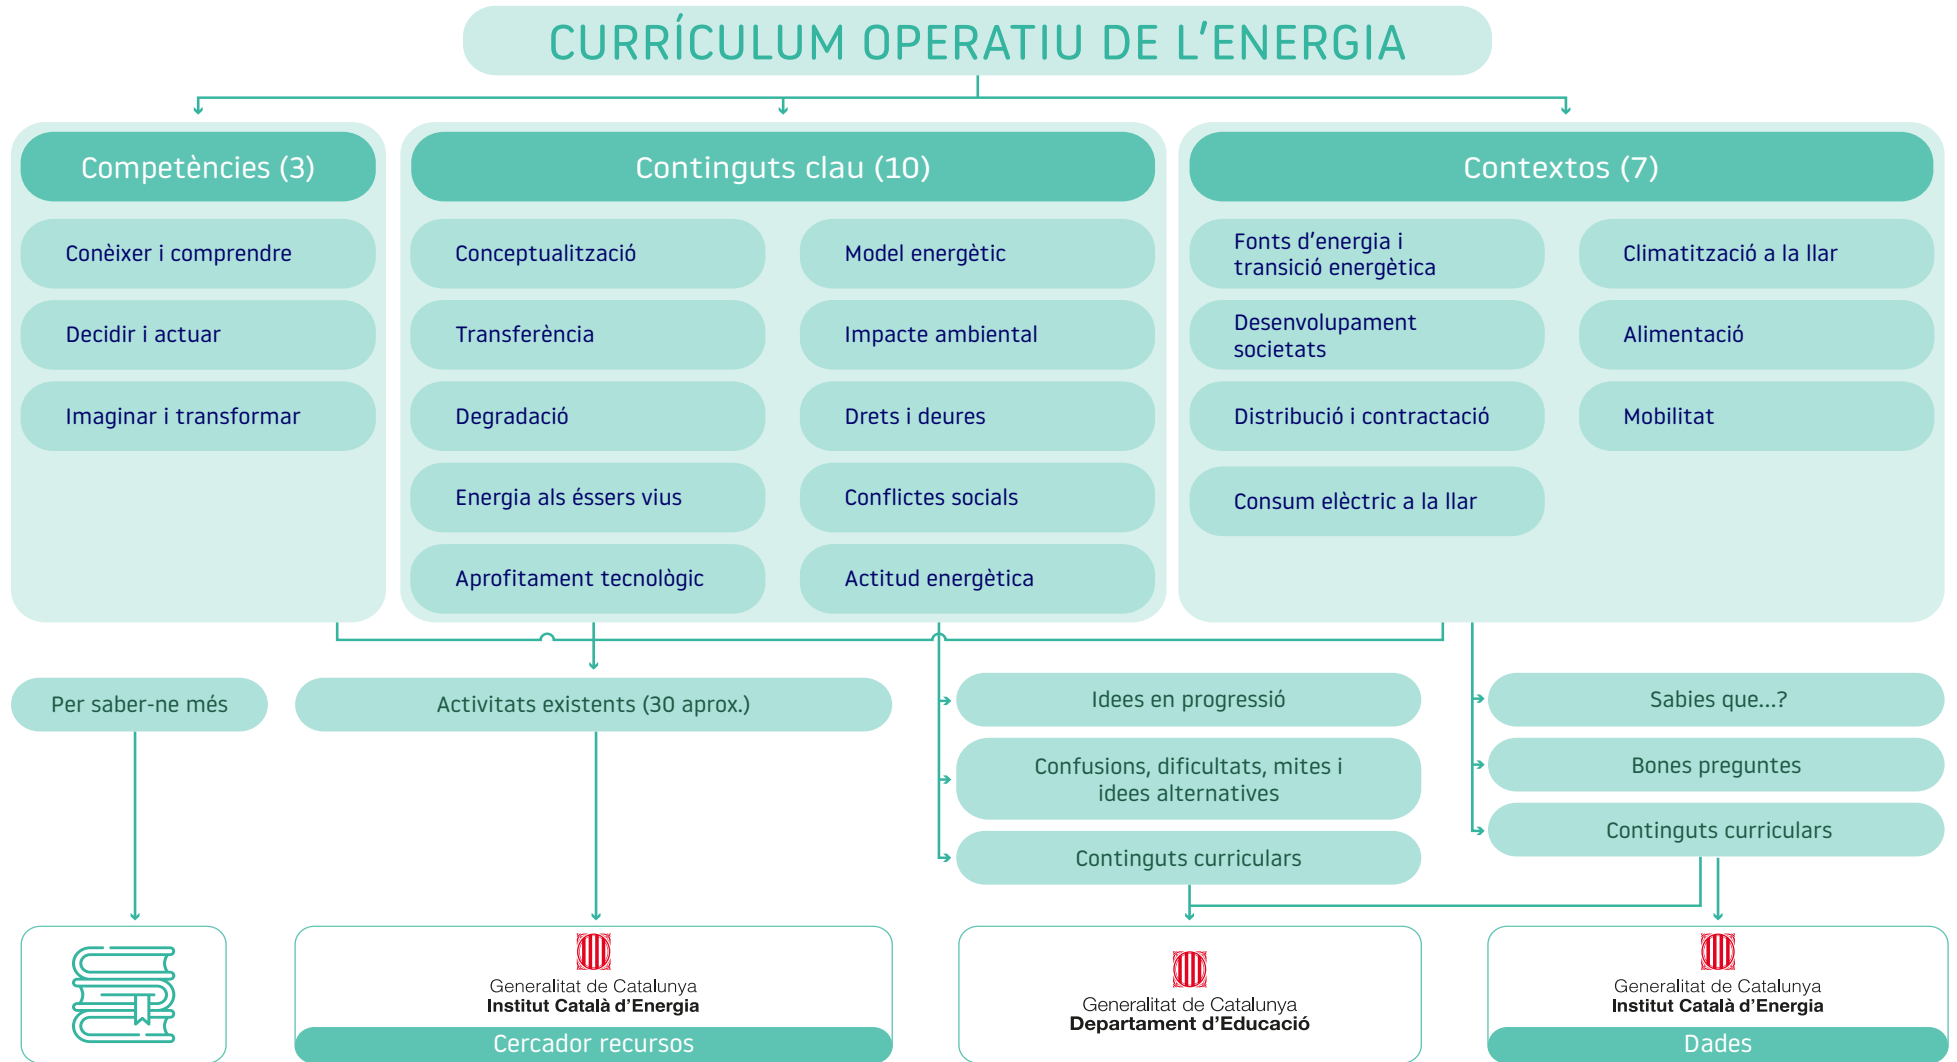 CURRÍCULUM OPERATIU DE L'ENERGIA
Competències (3)
Conèixer i comprendre
Decidir i actuar
Imaginar i transformar
Continguts clau (10)
Conceptualització
Transferència
Degradació
Energia als éssers vius
Aprofitament tecnològic
Model energètic
Impacte ambiental
Drets i deures
Conflictes socials
Actitud energètica
Contextos (7)
Fonts d'energia i
transició energètica
Desenvolupament
societats
Distribució i contractació
Consum elèctric a la llar
Climatització a la llar
Alimentació
Mobilitat
Per saber-ne més
Activitats existents (30 aprox.)
Idees en progressió
Confusions, dificultats, mites i
idees alternatives
Continguts curriculars
Sabies que...?
Bones preguntes
Continguts curriculars
Generalitat de Catalunya
Institut Català d'Energia
Cercador recursos
Generalitat de Catalunya
Departament d'Educació
Generalitat de Catalunya
Institut Català d'Energia
Dades